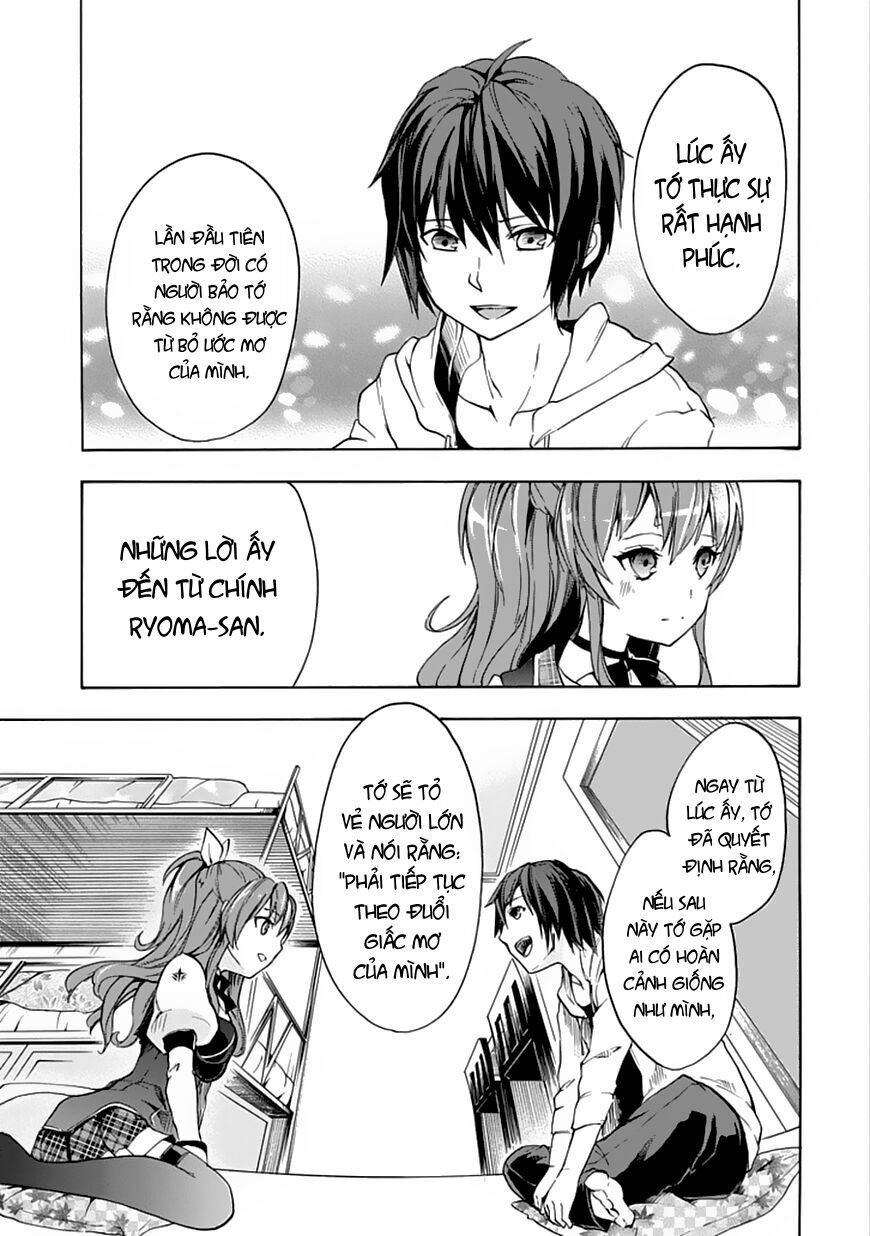 LÚC ẤY
TỚ THỰC SỰ
RẤT HẠNH
PHÚC.
LẦN ĐẦU TIÊN
TRONG ĐỜI CÓ
NGƯỜI BẢO TỚ
RẰNG KHÔNG ĐƯỢC
TỪ BỎ ƯỚC MƠ
CỦA MÌNH.
NHỮNG LỜI ẤY
ĐẾN TỪ CHÍNH
RYOMA-SAN.
NGAY TỪ
LÚC ẤY, TỚ
ĐÃ QUYẾT
ĐỊNH RẰNG,
NẾU SAU
NÀY TỚ GẶP
AI CÓ HOÀN
CẢNH GIỐNG
NHƯ MÌNH,
TỚ SẼ TỎ
VẺ NGƯỜI LỚN
VÀ NÓI RẰNG:
"PHẢI TIẾP TỤC
THEO ĐUỔI
GIẤC MƠ
CỦA MÌNH".